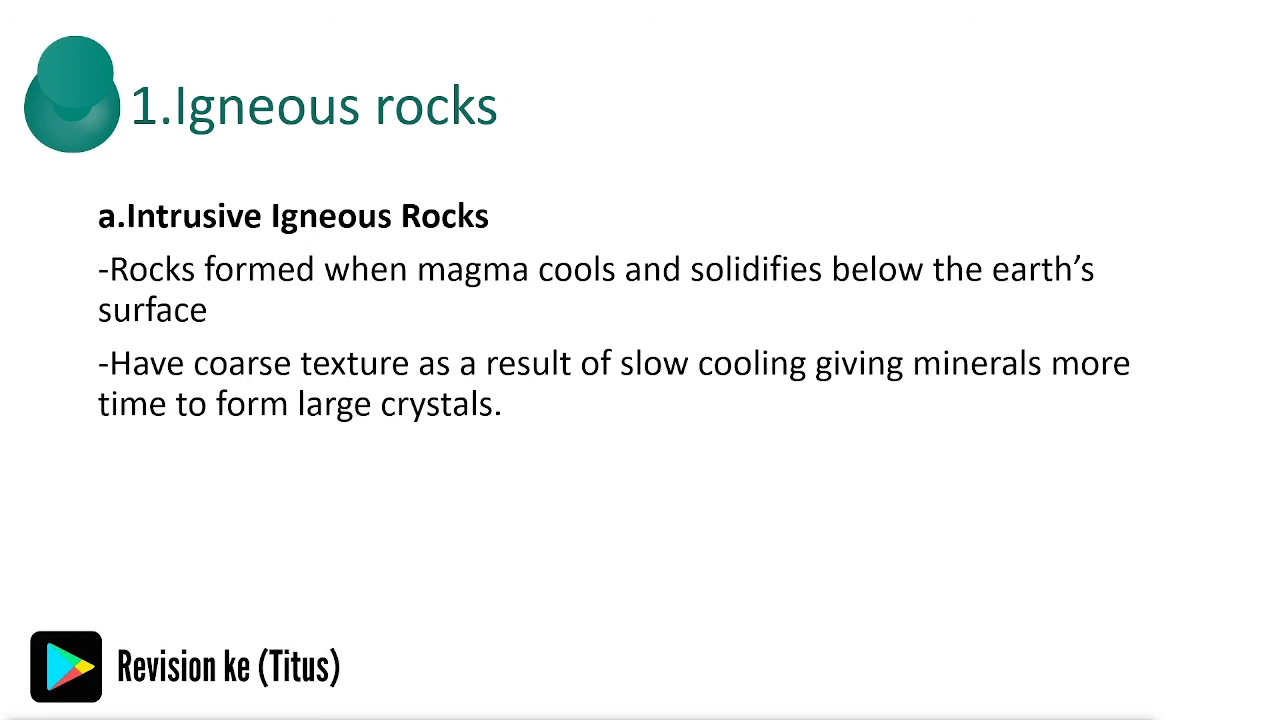 1.Igneous rocks
a.Intrusive Igneous Rocks
-Rocks formed when magma cools and solidifies below the earth’s
surface
-Have coarse texture as a result of slow cooling giving minerals more
time to form large crystals.
Revision ke (Titus)